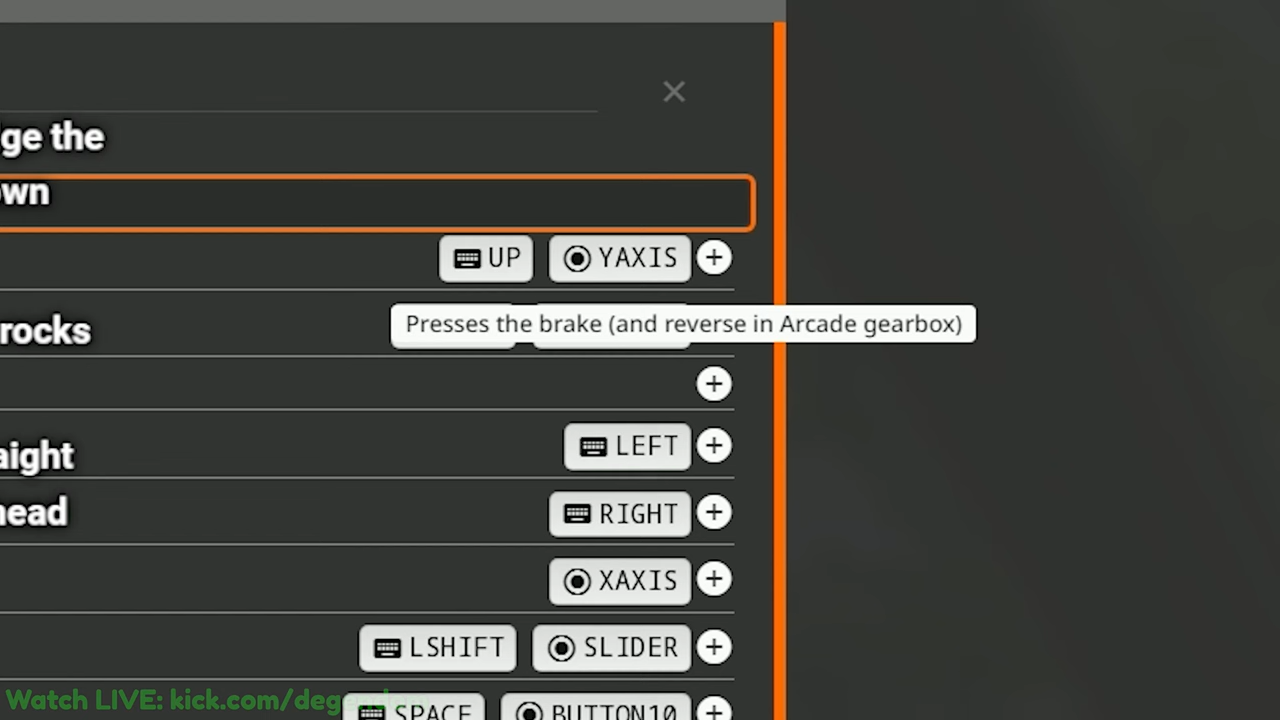 ge the
own
UP YAXIS
Presses the brake (and reverse in Arcade gearbox)
rocks
aight
LEFT
head
RIGHT
XAXIS
LSHIFT SLIDER
Watch LIVE: kick.com/dege
SPACE BUTTON10